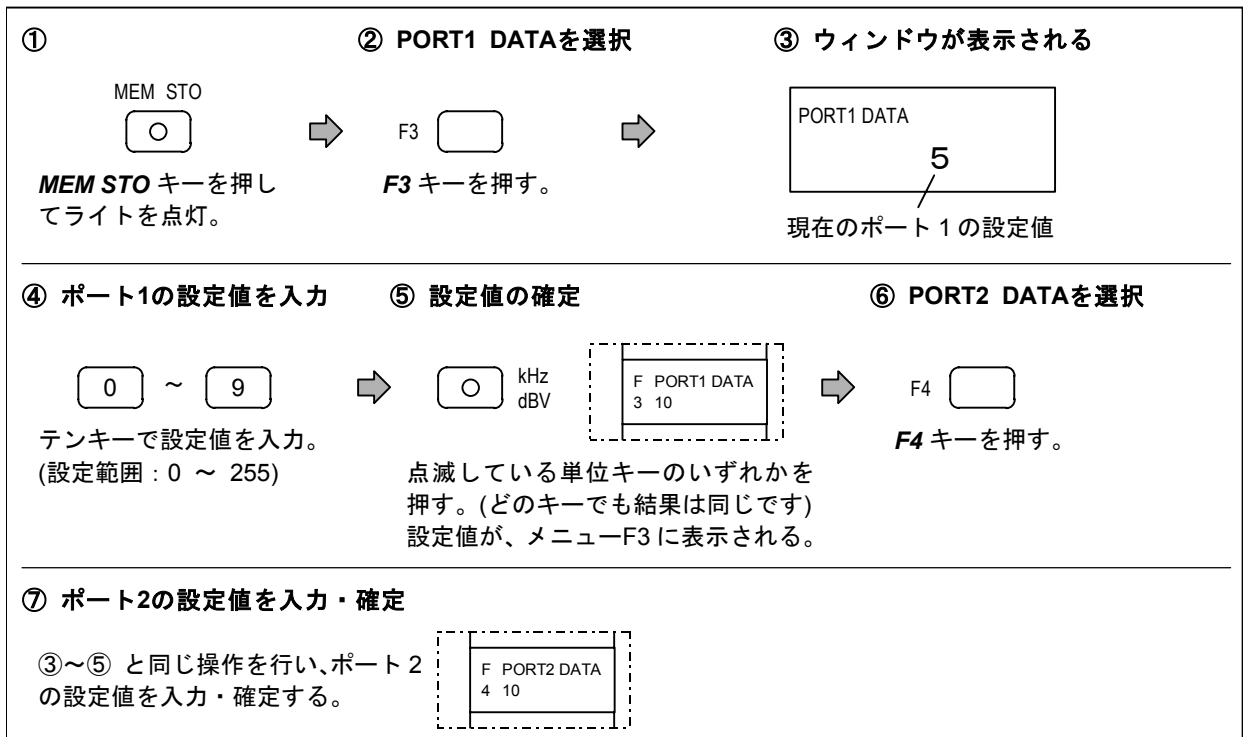 ①
② PORT1 DATAを選択
③ ウィンドウが表示される
MEM STO
F3
PORT1 DATA
5
MEM STO キーを押し
てライトを点灯。
F3 キーを押す。
現在のポート 1 の設定値
④ ポート1の設定値を入力
⑤ 設定値の確定
⑥ PORT2 DATAを選択
0 ~ 9
kHz
dBV
F PORT1 DATA
3 10
F4
テンキーで設定値を入力。
(設定範囲:0 ~ 255)
点滅している単位キーのいずれかを
押す。(どのキーでも結果は同じです)
設定値が、メニューF3 に表示される。
F4 キーを押す。
⑦ ポート2の設定値を入力・確定
③~⑤ と同じ操作を行い、ポート 2
の設定値を入力・確定する。
F PORT2 DATA
4 10